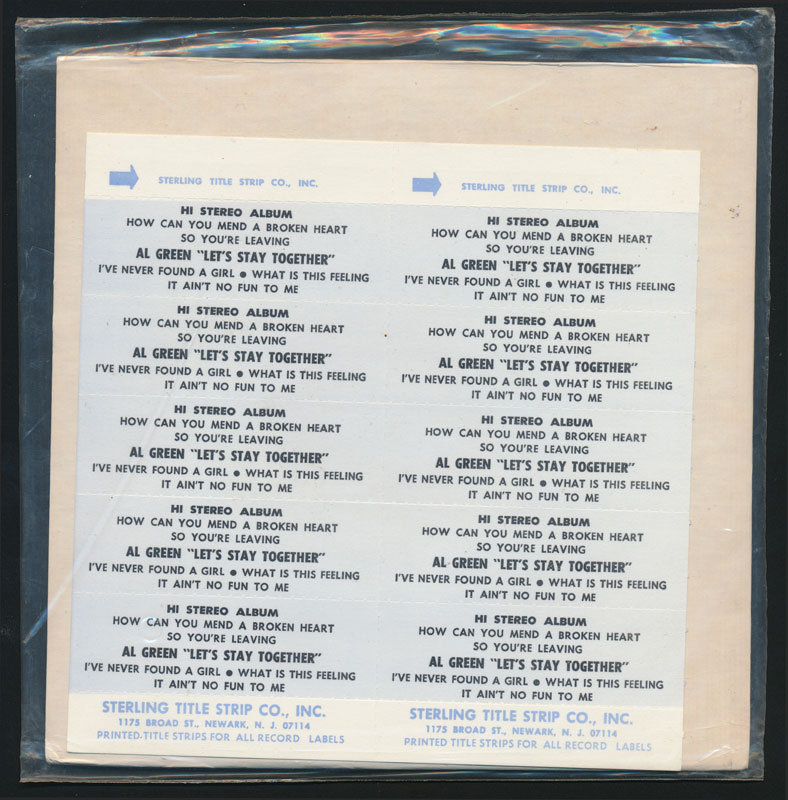 STERLING TITLE STRIP CO., INC.
HI STEREO ALBUM
HOW CAN YOU MEND A BROKEN HEART
SO YOU'RE LEAVING
AL GREEN "LET'S STAY TOGETHER"
I'VE NEVER FOUND A GIRL ● WHAT IS THIS FEELING
IT AIN'T NO FUN TO ME
HI STEREO ALBUM
HOW CAN YOU MEND A BROKEN HEART
SO YOU'RE LEAVING
AL GREEN "LET'S STAY TOGETHER"
I'VE NEVER FOUND A GIRL ● WHAT IS THIS FEELING
IT AIN'T NO FUN TO ME
HI STEREO ALBUM
HOW CAN YOU MEND A BROKEN HEART
SO YOU'RE LEAVING
AL GREEN "LET'S STAY TOGETHER"
I'VE NEVER FOUND A GIRL ● WHAT IS THIS FEELING
IT AIN'T NO FUN TO ME
HI STEREO ALBUM
HOW CAN YOU MEND A BROKEN HEART
SO YOU'RE LEAVING
AL GREEN "LET'S STAY TOGETHER"
I'VE NEVER FOUND A GIRL ● WHAT IS THIS FEELING
IT AIN'T NO FUN TO ME
HI STEREO ALBUM
HOW CAN YOU MEND A BROKEN HEART
SO YOU'RE LEAVING
AL GREEN "LET'S STAY TOGETHER"
I'VE NEVER FOUND A GIRL ● WHAT IS THIS FEELING
IT AIN'T NO FUN TO ME
STERLING TITLE STRIP CO., INC.
1175 BROAD ST., NEWARK, N. J. 07114
PRINTED TITLE STRIPS FOR ALL RECORD LABELS
STERLING TITLE STRIP CO., INC.
HI STEREO ALBUM
HOW CAN YOU MEND A BROKEN HEART
SO YOU'RE LEAVING
AL GREEN "LET'S STAY TOGETHER"
I'VE NEVER FOUND A GIRL ● WHAT IS THIS FEELING
IT AIN'T NO FUN TO ME
HI STEREO ALBUM
HOW CAN YOU MEND A BROKEN HEART
SO YOU'RE LEAVING
AL GREEN "LET'S STAY TOGETHER"
I'VE NEVER FOUND A GIRL ● WHAT IS THIS FEELING
IT AIN'T NO FUN TO ME
HI STEREO ALBUM
HOW CAN YOU MEND A BROKEN HEART
SO YOU'RE LEAVING
AL GREEN "LET'S STAY TOGETHER"
I'VE NEVER FOUND A GIRL ● WHAT IS THIS FEELING
IT AIN'T NO FUN TO ME
HI STEREO ALBUM
HOW CAN YOU MEND A BROKEN HEART
SO YOU'RE LEAVING
AL GREEN "LET'S STAY TOGETHER"
I'VE NEVER FOUND A GIRL ● WHAT IS THIS FEELING
IT AIN'T NO FUN TO ME
HI STEREO ALBUM
HOW CAN YOU MEND A BROKEN HEART
SO YOU'RE LEAVING
AL GREEN "LET'S STAY TOGETHER"
I'VE NEVER FOUND A GIRL ● WHAT IS THIS FEELING
IT AIN'T NO FUN TO ME
STERLING TITLE STRIP CO., INC.
1175 BROAD ST., NEWARK, N. J. 07114
PRINTED TITLE STRIPS FOR ALL RECORD LABELS